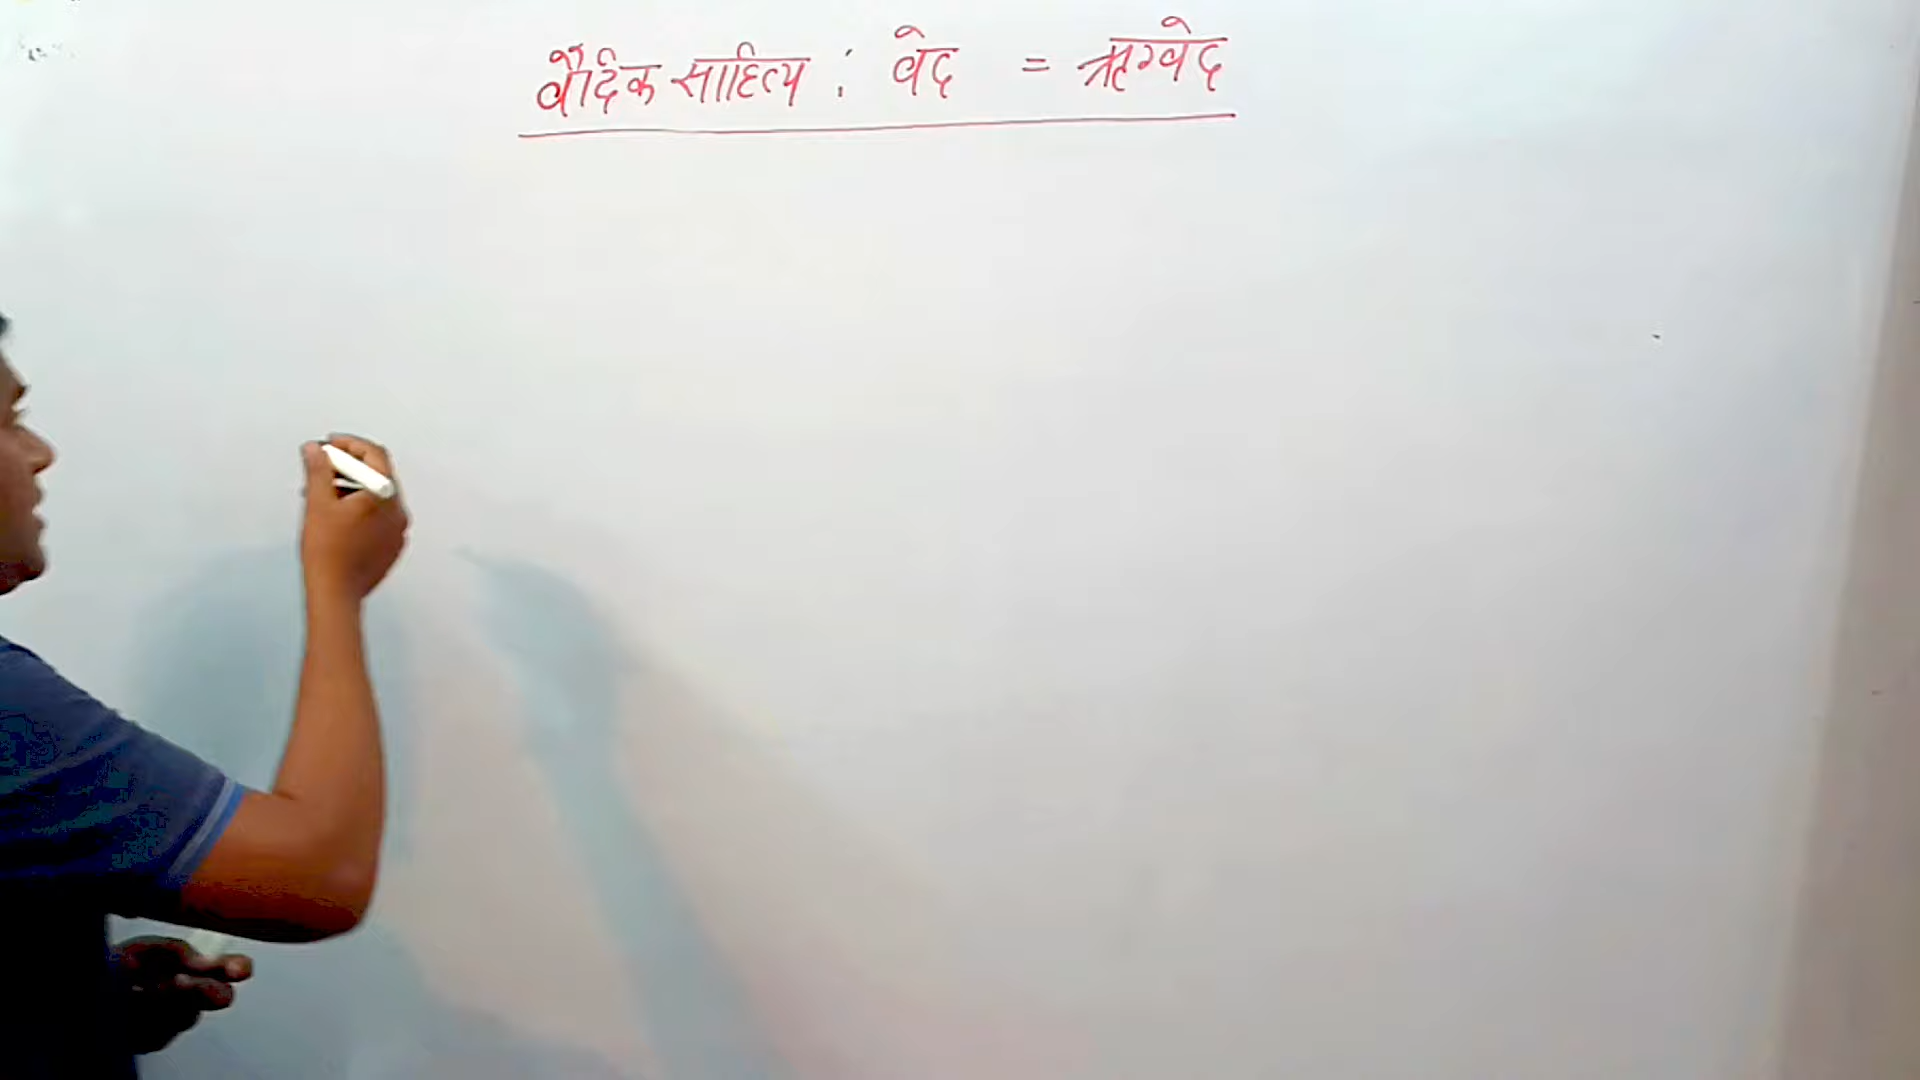 वैदिक साहित्य : वेद = ऋग्वेद